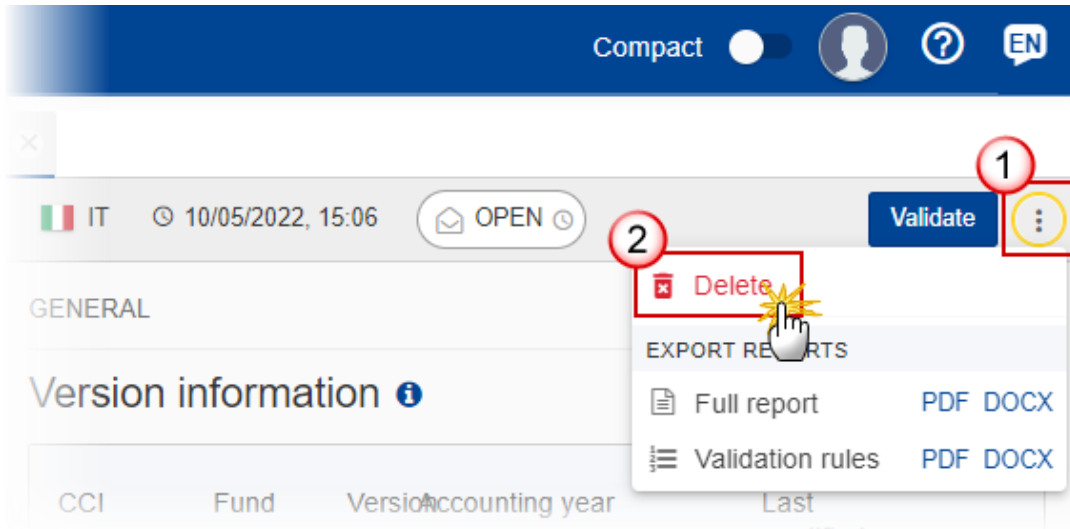 Compact EN
1
IT 10/05/2022, 15:06 OPEN Validate
2
Delete
GENERAL
EXPORT REPORTS
Version information
Full report PDF DOCX
Validation rules PDF DOCX
CCI Fund Version Accounting year Last